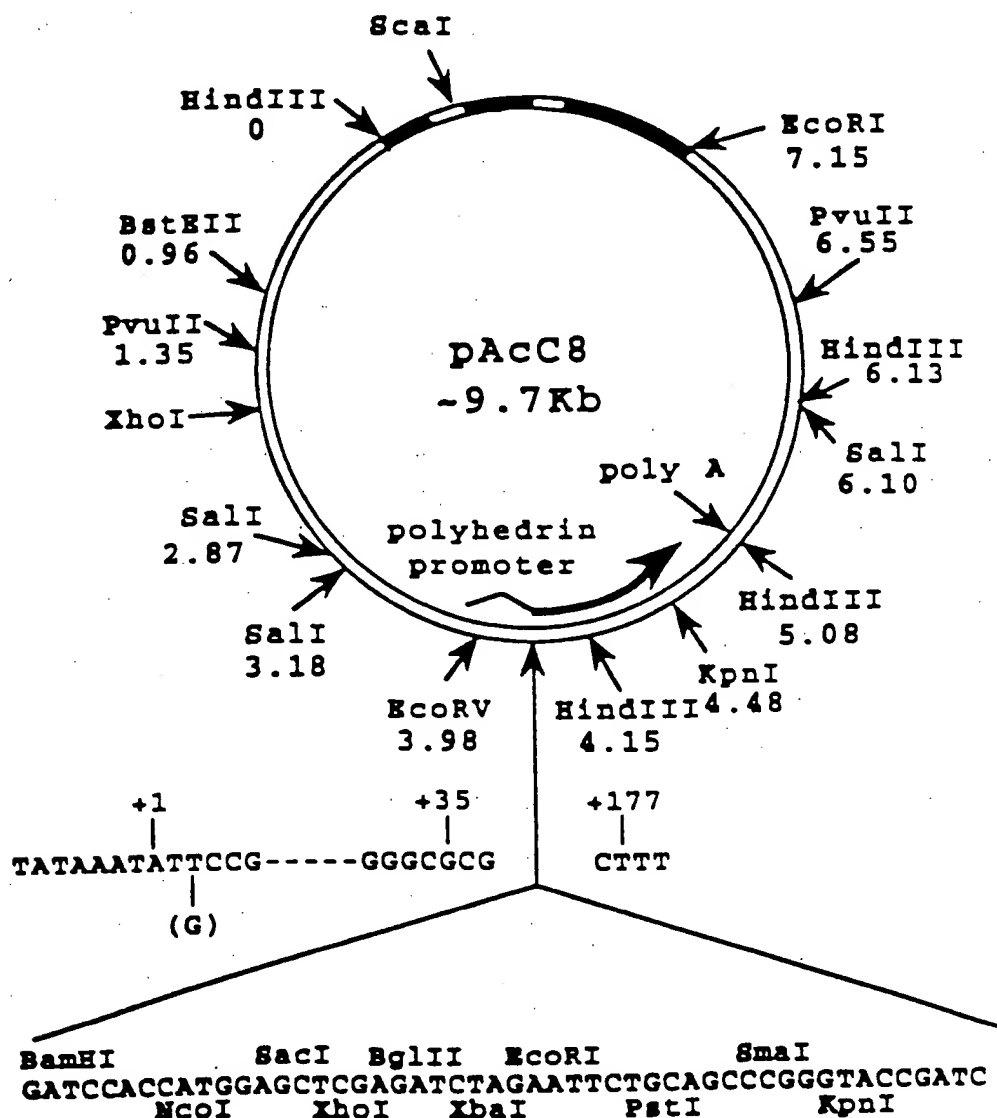 ScaI
HindIII
0
EcoRI
7.15
BstEII
0.96
PvuII
6.55
PvuII
1.35
pAcC8
~9.7Kb
HindIII
6.13
XhoI
SalI
6.10
poly A
SalI
2.87
polyhedrin
promoter
HindIII
5.08
SalI
3.18
KpnI
4.48
EcoRV
3.98
HindIII
4.15
+1
+35
+177
TATAAATATTCCG-----GGGCGCG
CTTT
(G)
BamHI SacI BglII EcoRI SmaI
GATCCACCATGGAGCTCGAGATCTAGAATTCTGCAGCCCGGGTACCGATC
NcoI XhoI XbaI PstI KpnI